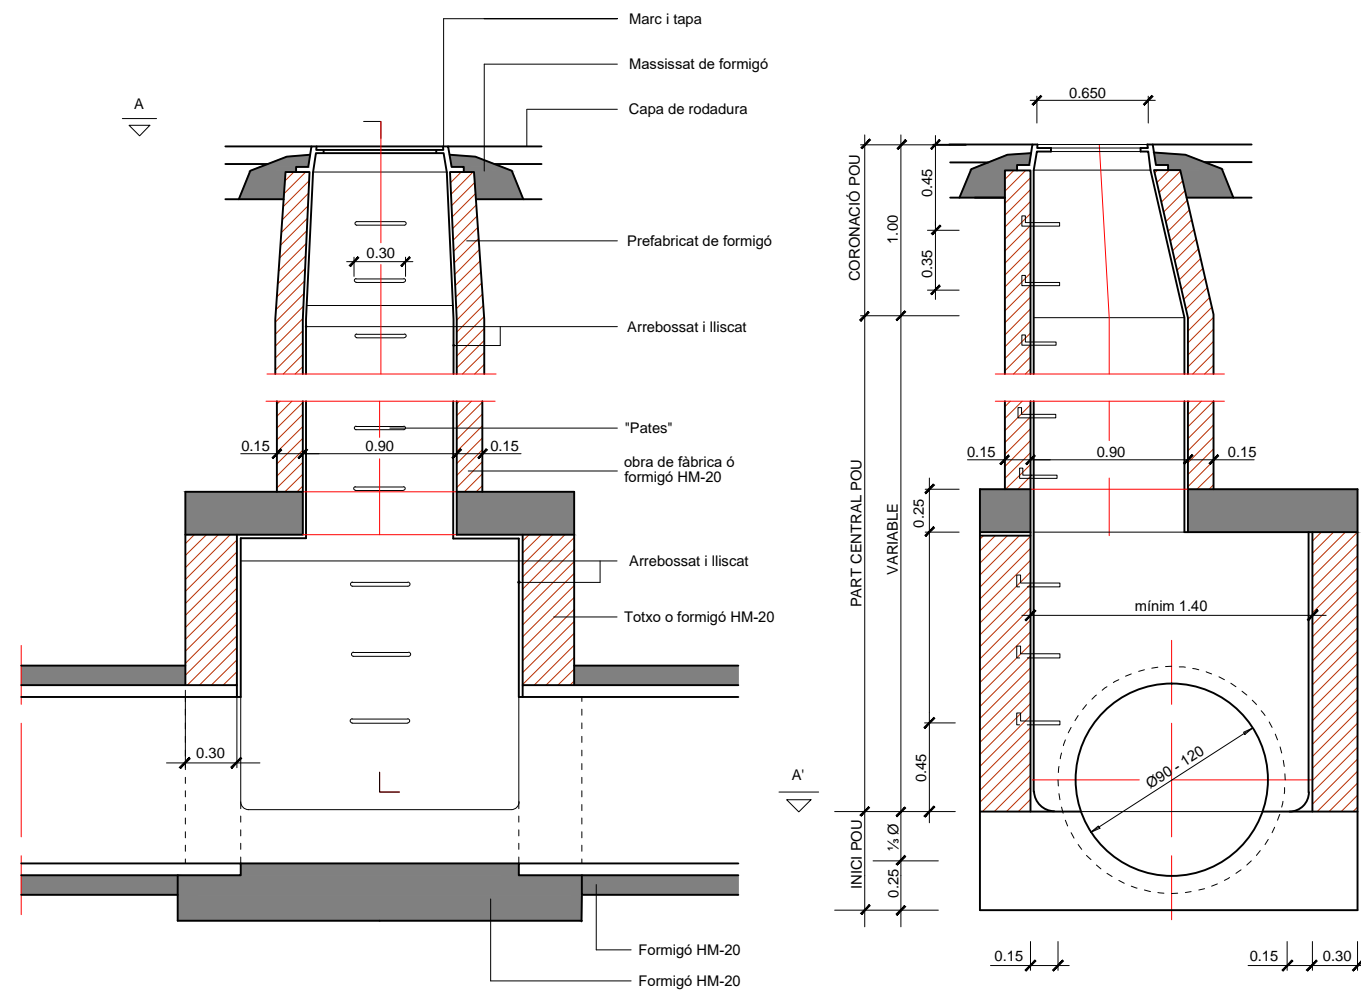 Marc i tapa
Massissat de formigó
Capa de rodadura
A
Prefabricat de formigó
0.30
Arrebossat i lliscat
"Pates"
0.15
0.90
0.15
obra de fàbrica ó
formigó HM-20
Arrebossat i lliscat
Totxo o formigó HM-20
0.30
Formigó HM-20
Formigó HM-20
0.650
CORONACIÓ POU
1.00
0.45
0.35
PART CENTRAL POU
VARIABLE
0.15
0.90
0.15
0.25
mínim 1.40
0.45
Ø90 - 120
A'
INICI POU
⅓ Ø
0.25
0.15
0.15
0.30